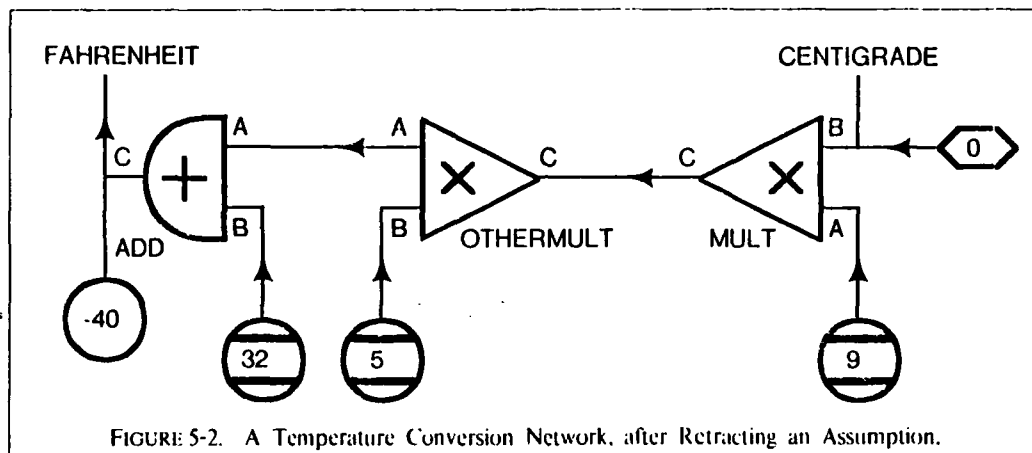 FAHRENHEIT CENTIGRADE
A A B
C C C 0
+ × ×
B B A
ADD OTHERMULT MULT
-40
32 5 9
FIGURE 5-2. A Temperature Conversion Network, after Retracting an Assumption.